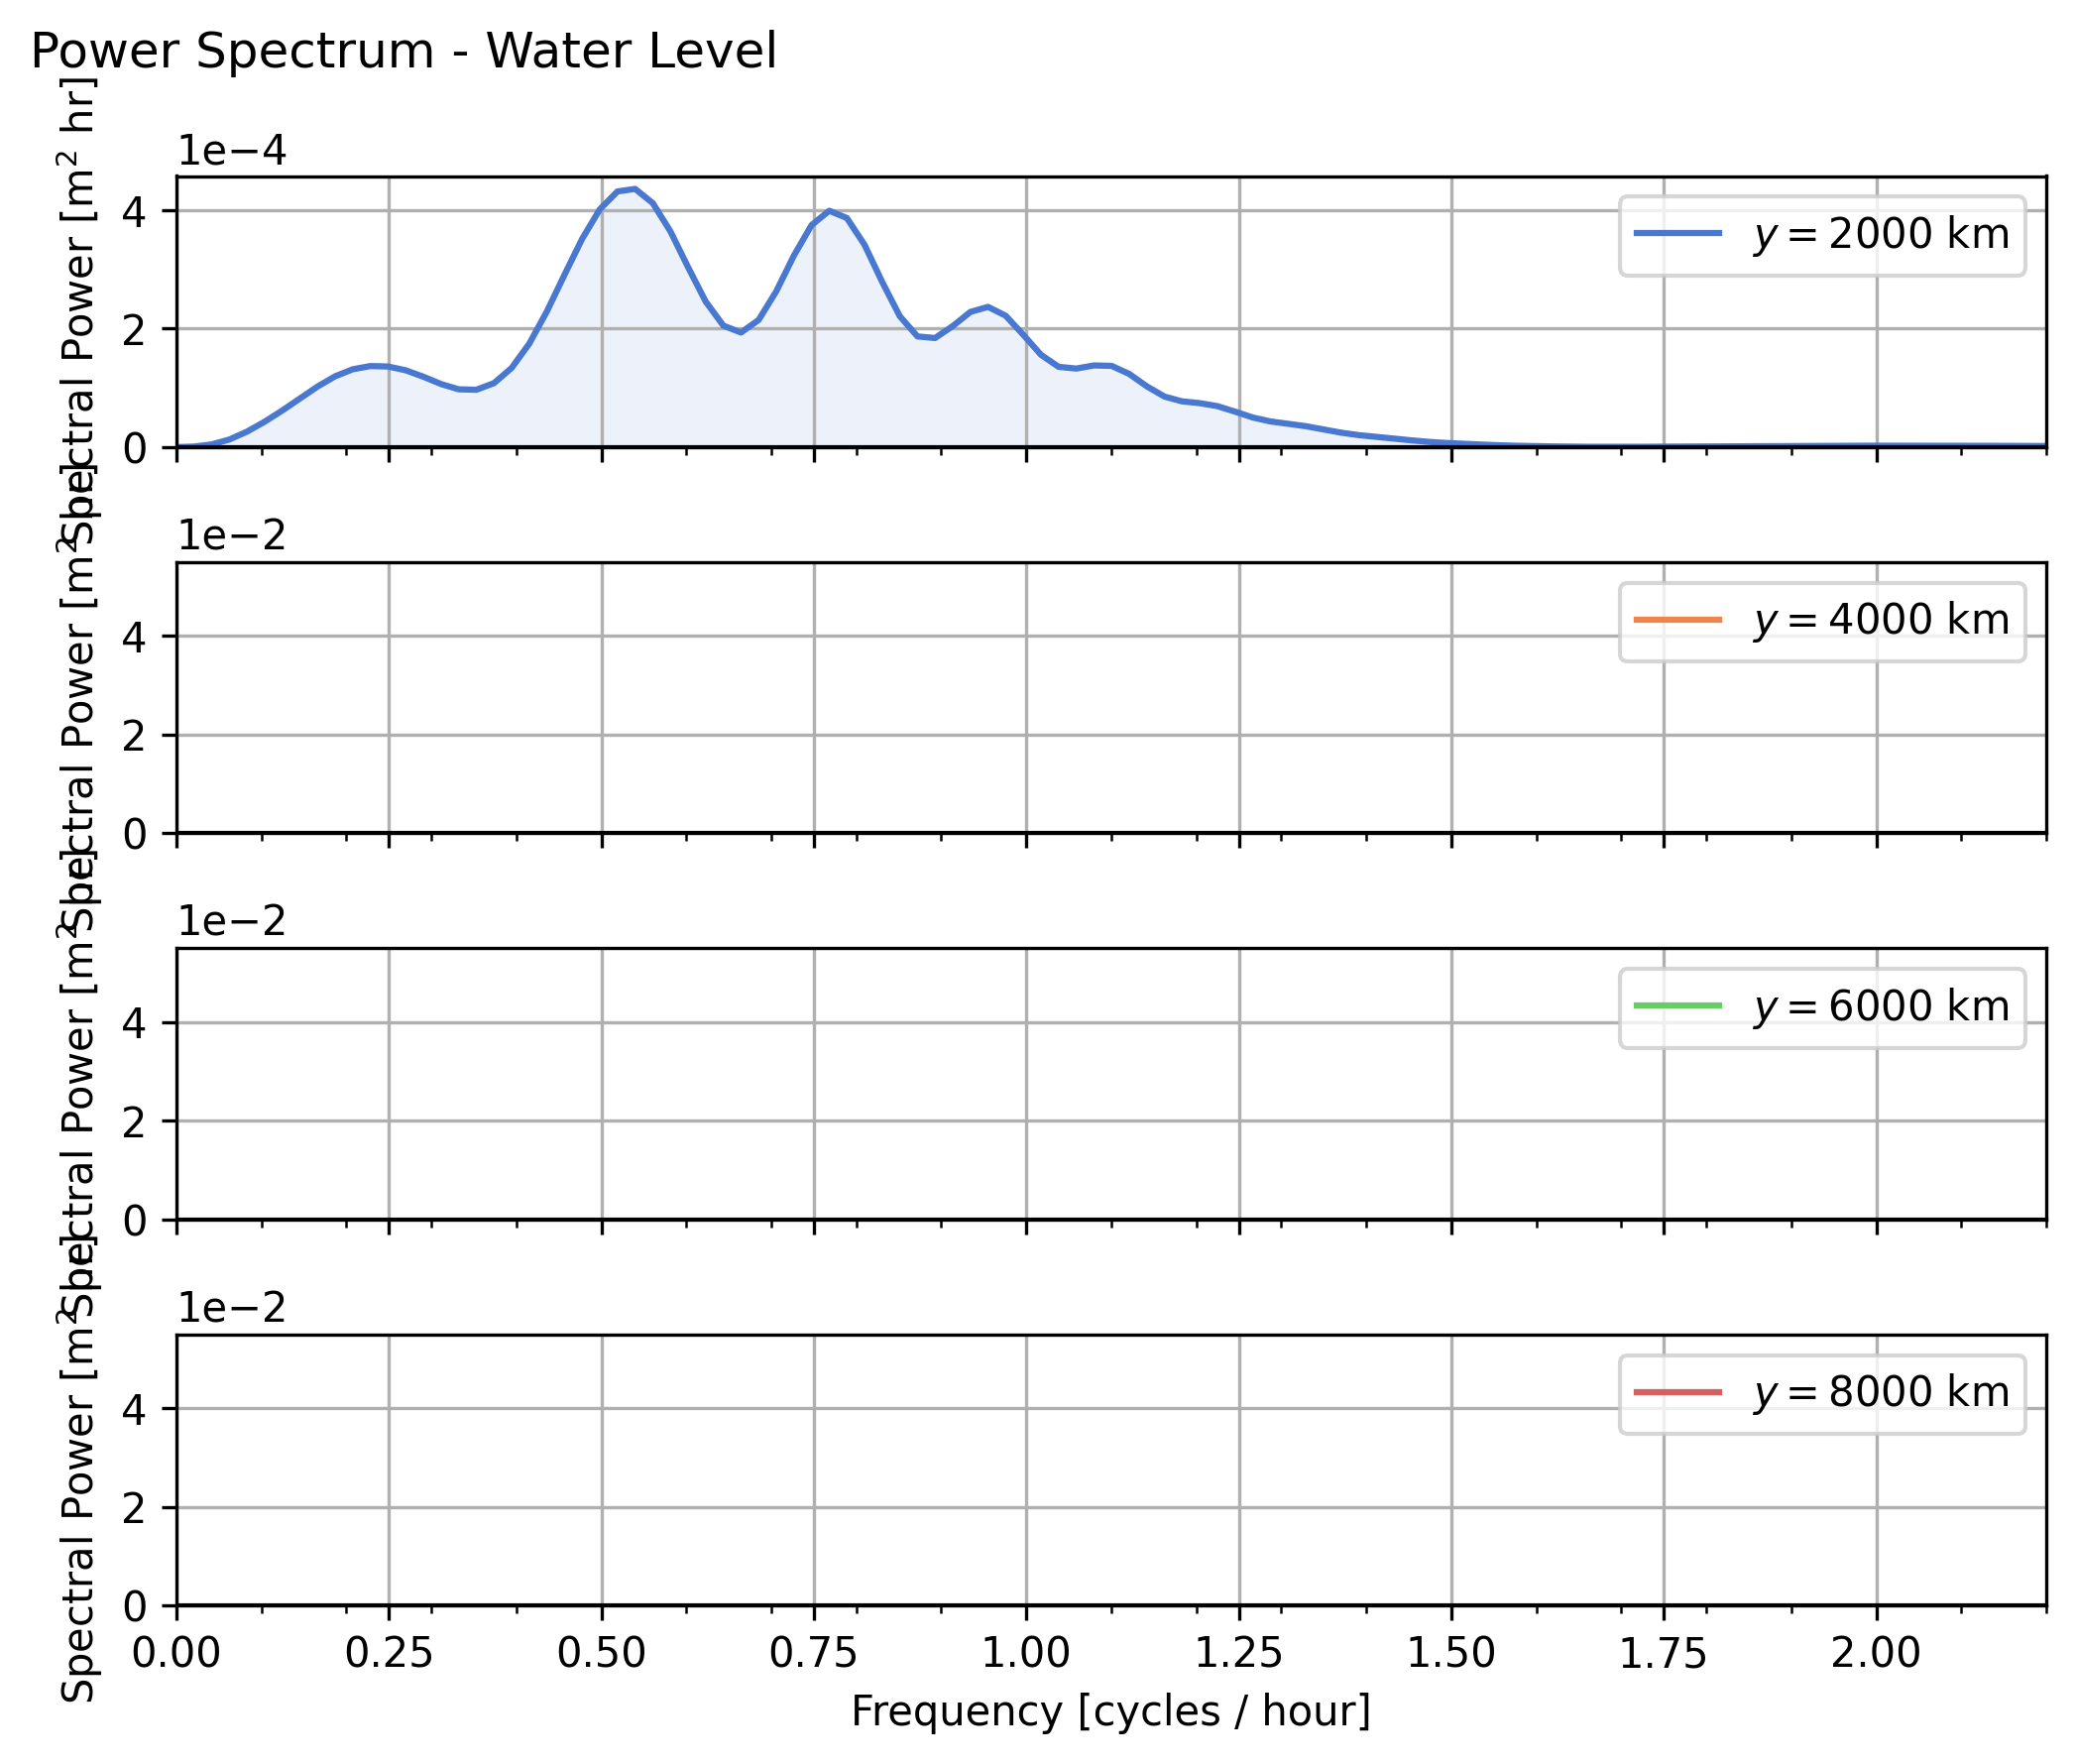 Power Spectrum - Water Level
Spectral Power [m² hr]
1e−4
4
2
0
y = 2000 km
Spectral Power [m² hr]
1e−2
4
2
0
y = 4000 km
Spectral Power [m² hr]
1e−2
4
2
0
y = 6000 km
Spectral Power [m² hr]
1e−2
4
2
0
y = 8000 km
0.00 0.25 0.50 0.75 1.00 1.25 1.50 1.75 2.00
Frequency [cycles / hour]